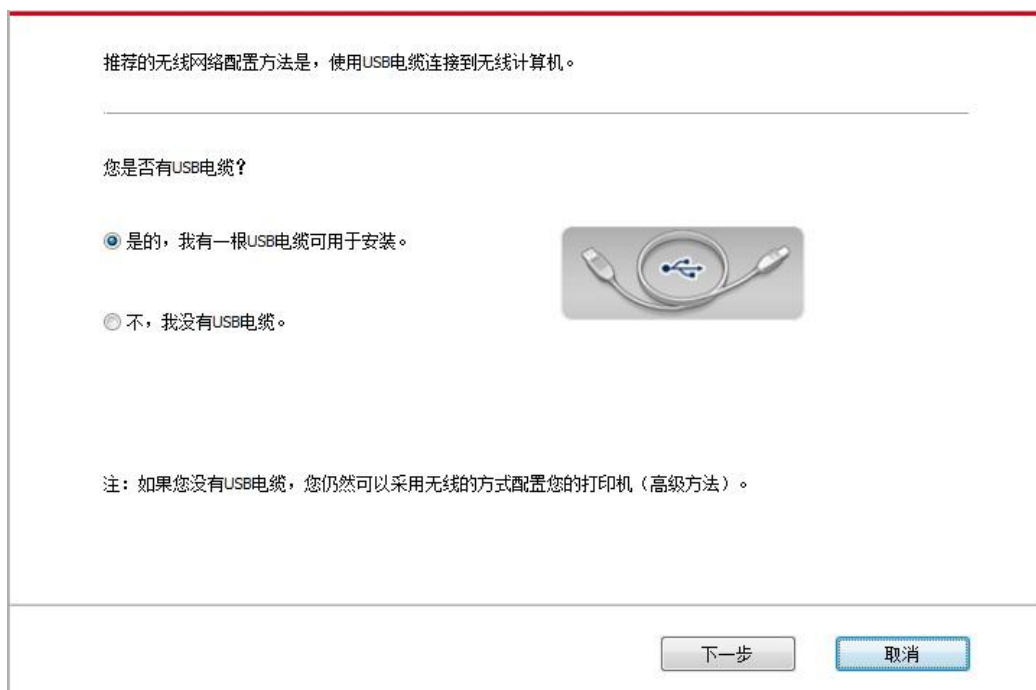 推荐的无线网络配置方法是，使用USB电缆连接到无线计算机。
您是否有USB电缆?
是的，我有一根USB电缆可用于安装。
不，我没有USB电缆。
注：如果您没有USB电缆，您仍然可以采用无线的方式配置您的打印机（高级方法）。
下一步
取消